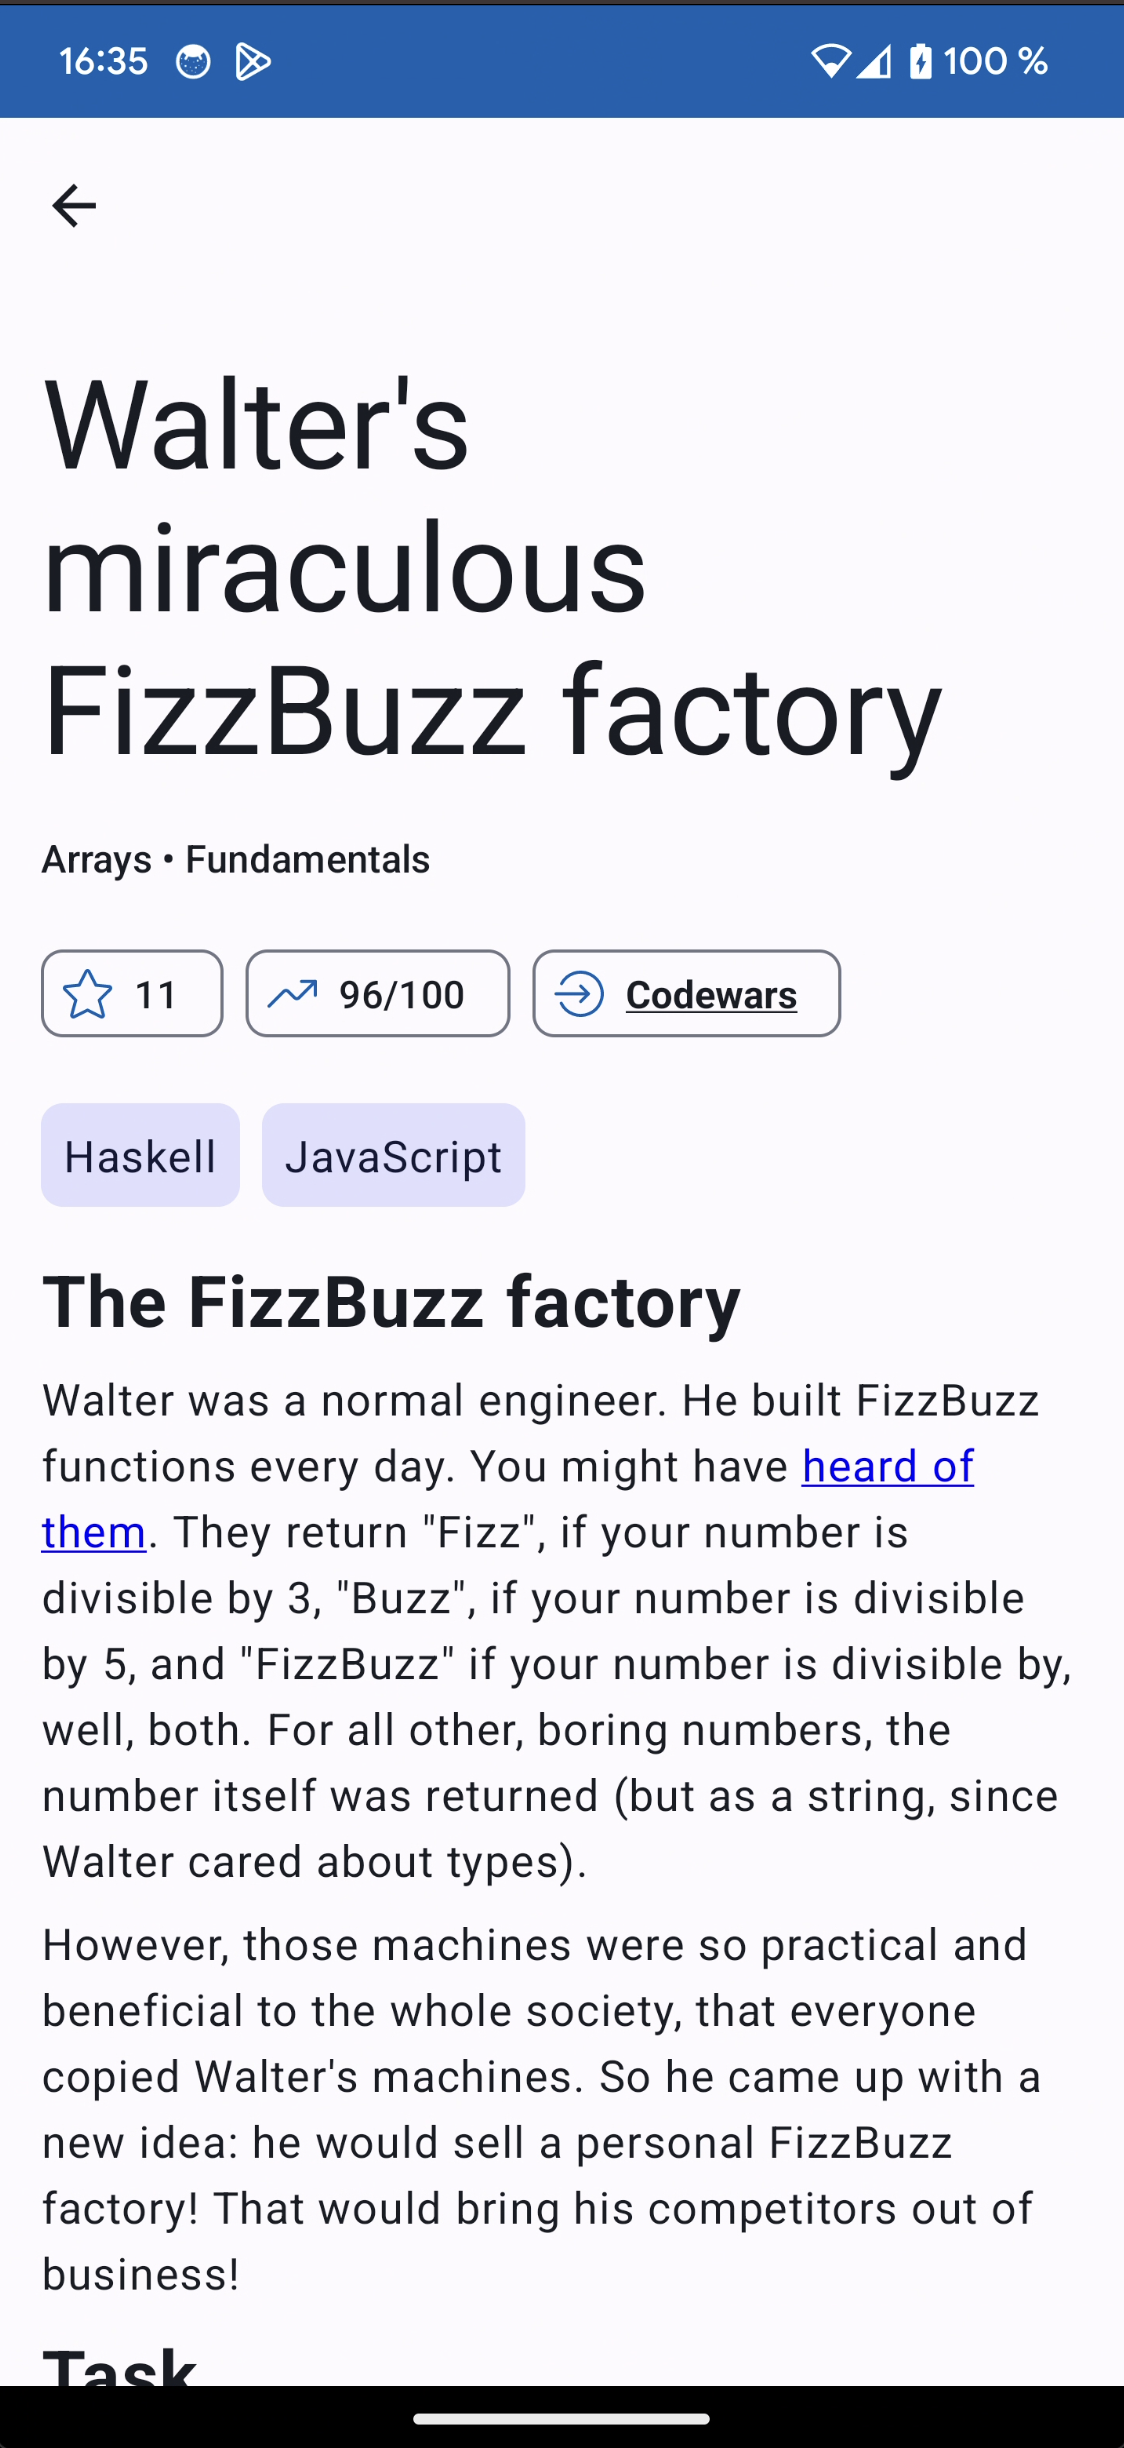 16:35
100 %
Walter's
miraculous
FizzBuzz factory
Arrays • Fundamentals
11
96/100
Codewars
Haskell
JavaScript
The FizzBuzz factory
Walter was a normal engineer. He built FizzBuzz
functions every day. You might have heard of
them. They return "Fizz", if your number is
divisible by 3, "Buzz", if your number is divisible
by 5, and "FizzBuzz" if your number is divisible by,
well, both. For all other, boring numbers, the
number itself was returned (but as a string, since
Walter cared about types).
However, those machines were so practical and
beneficial to the whole society, that everyone
copied Walter's machines. So he came up with a
new idea: he would sell a personal FizzBuzz
factory! That would bring his competitors out of
business!
Task